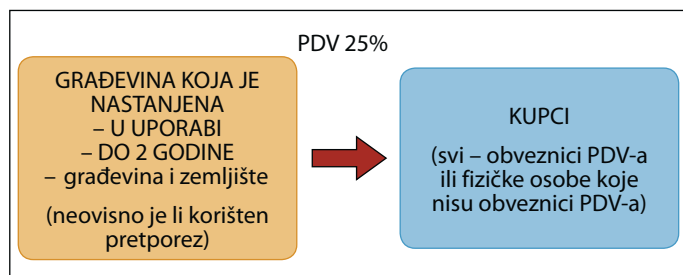 PDV 25%
GRAĐEVINA KOJA JE
NASTANJENA
– U UPORABI
– DO 2 GODINE
– građevina i zemljište
(neovisno je li korišten
pretporez)
KUPCI
(svi – obveznici PDV-a
ili fizičke osobe koje
nisu obveznici PDV-a)